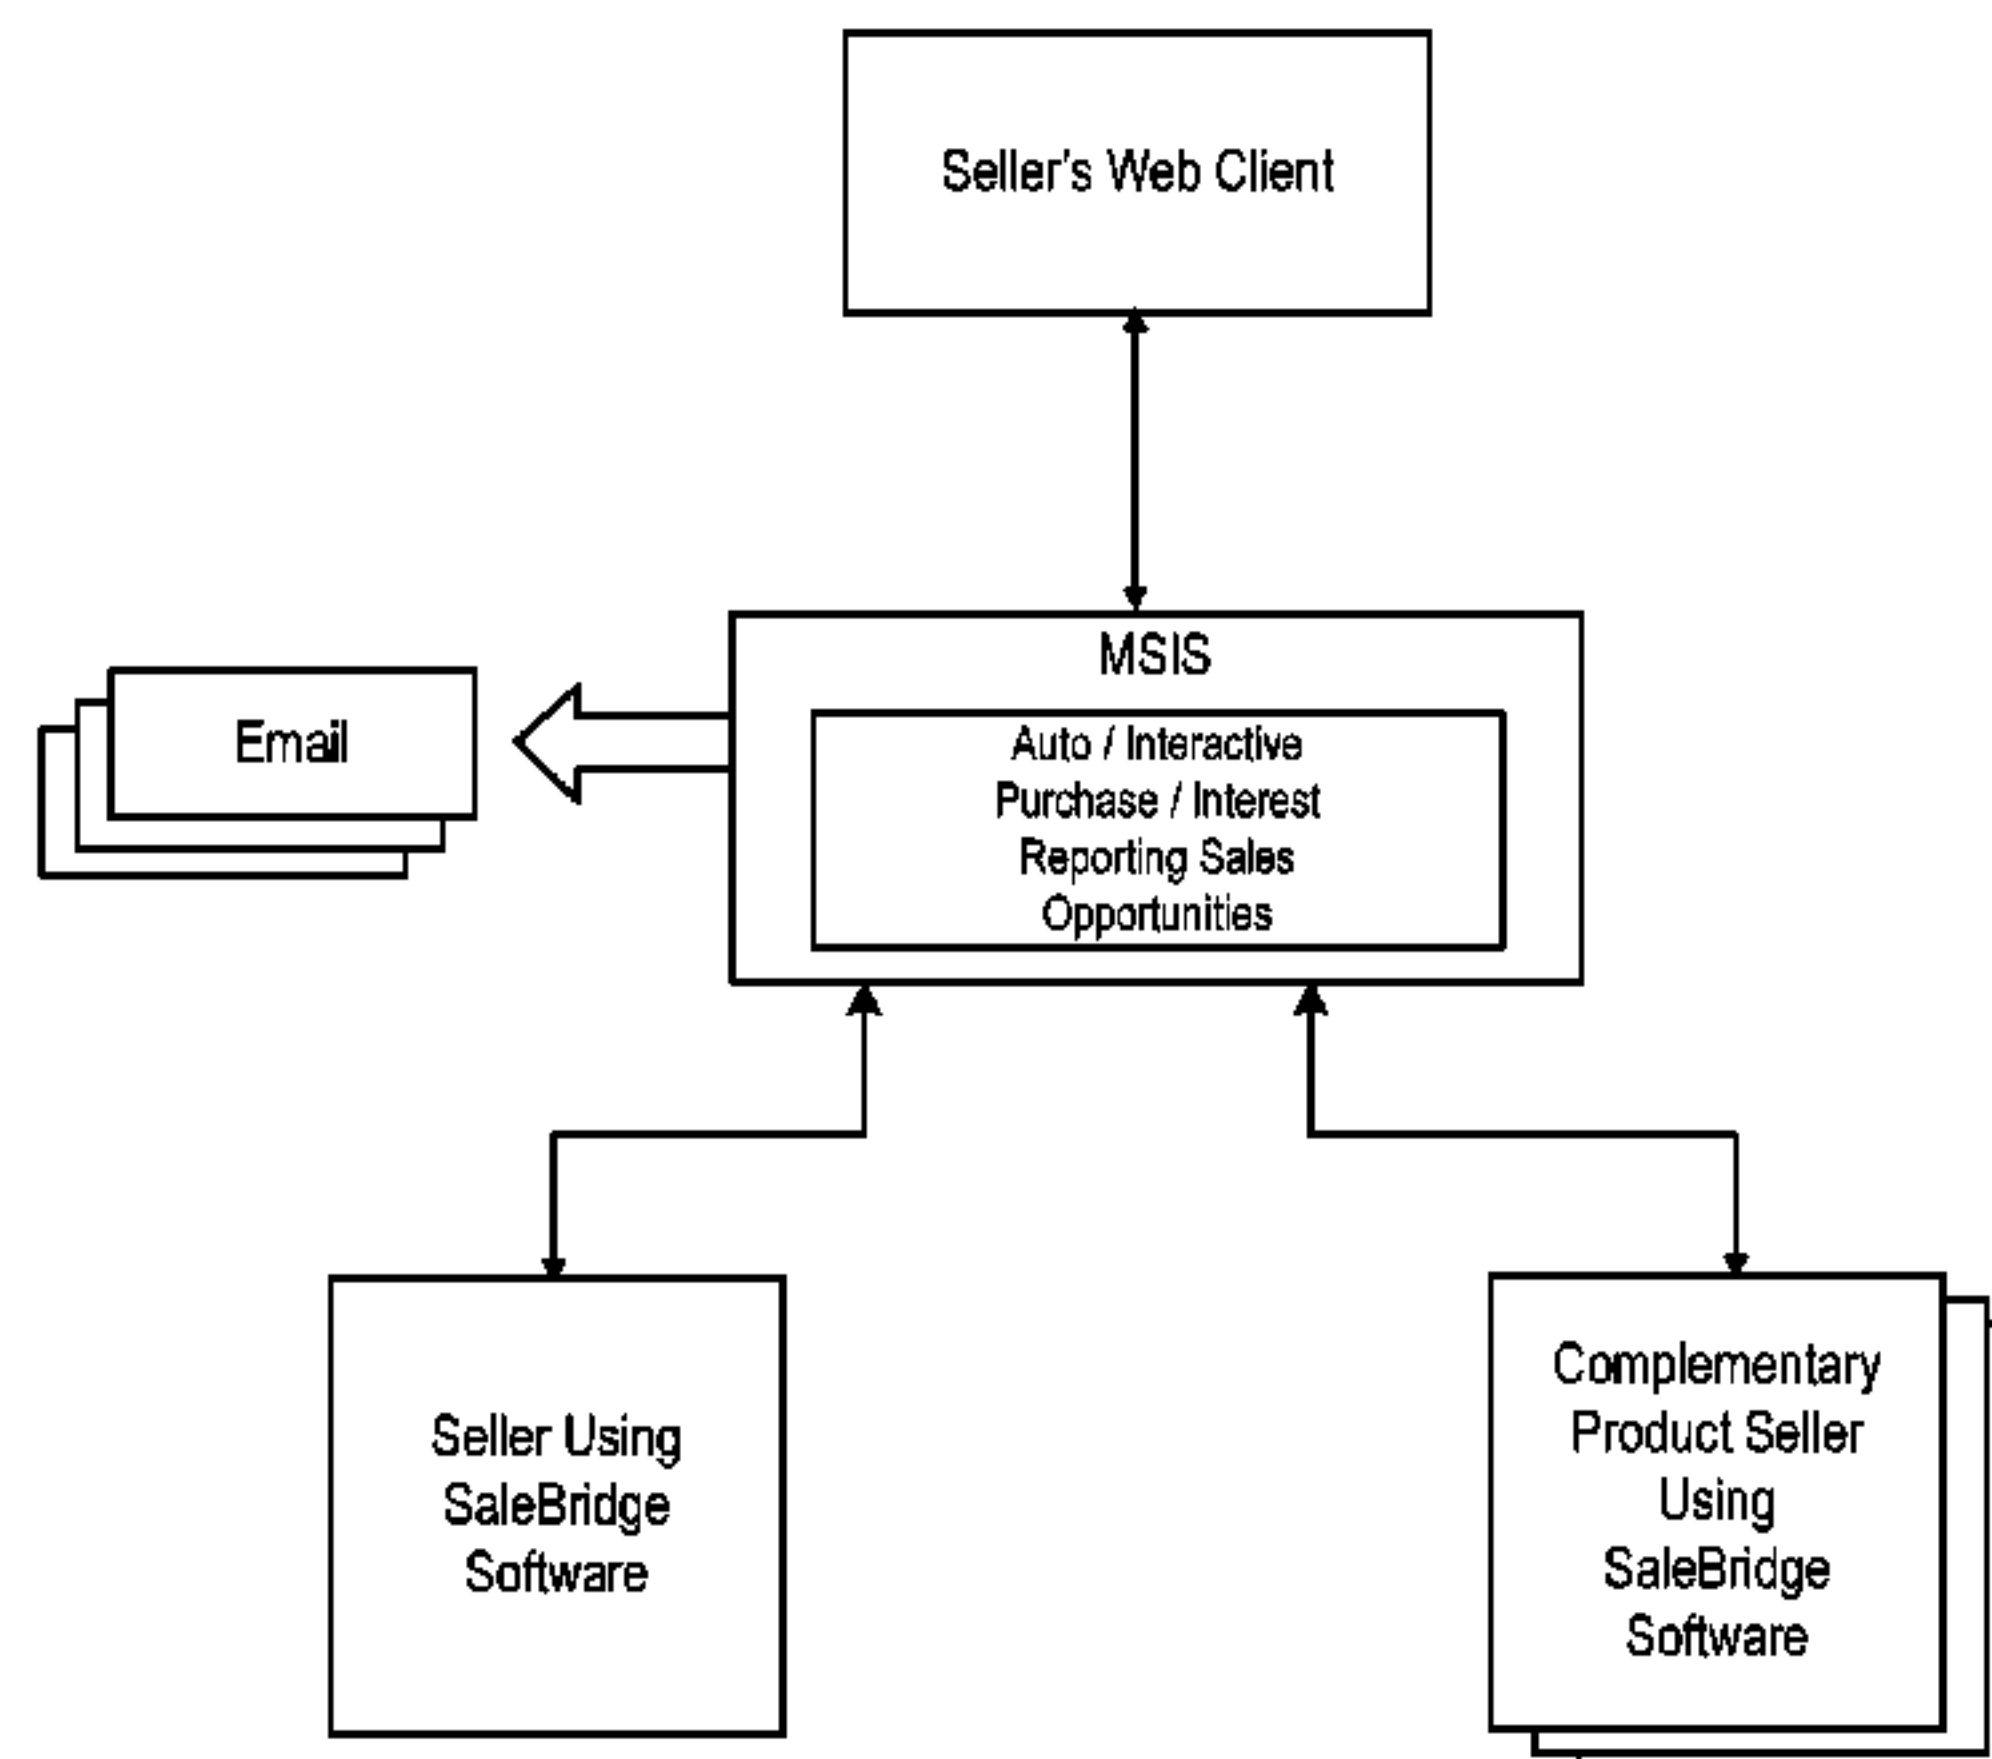 Seller's Web Client
MSIS
Email
Auto / Interactive
Purchase / Interest
Reporting Sales
Opportunities
Seller Using
SaleBridge
Software
Complementary
Product Seller
Using
SaleBridge
Software